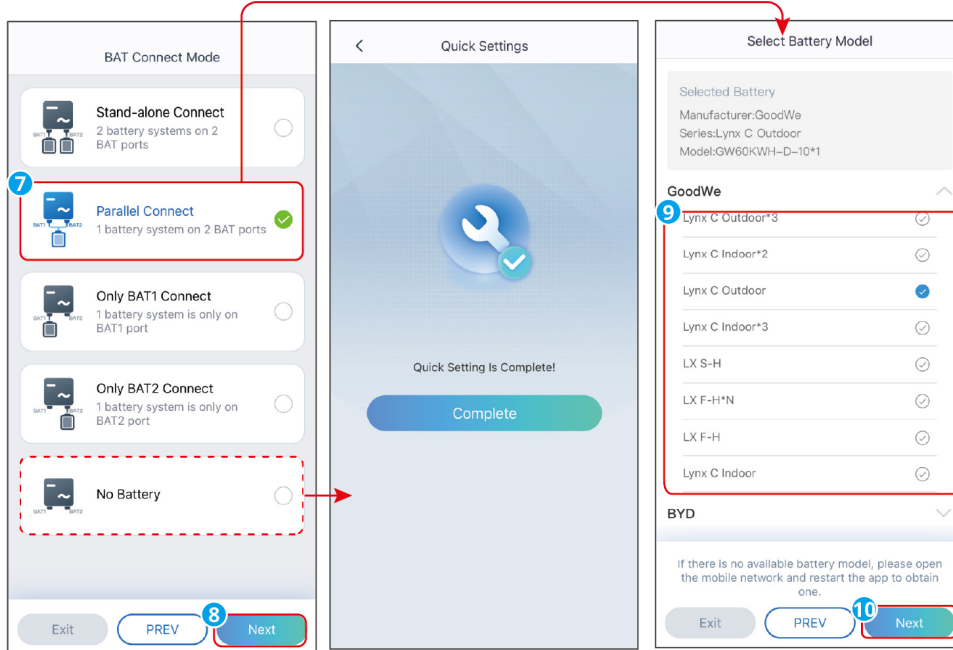 BAT Connect Mode
Stand-alone Connect
2 battery systems on 2
BAT ports
BAT1 BAT2
7
Parallel Connect
1 battery system on 2 BAT ports
BAT1 BAT2
Only BAT1 Connect
1 battery system is only on
BAT1 port
BAT1 BAT2
Only BAT2 Connect
1 battery system is only on
BAT2 port
BAT1 BAT2
No Battery
BAT1 BAT2
8
Exit PREV Next
Quick Settings
Quick Setting Is Complete!
Complete
Select Battery Model
Selected Battery
Manufacturer:GoodWe
Series:Lynx C Outdoor
Model:GW60KWH-D-10*1
GoodWe
9
Lynx C Outdoor*3
Lynx C Indoor*2
Lynx C Outdoor
Lynx C Indoor*3
LX S-H
LX F-H*N
LX F-H
Lynx C Indoor
BYD
If there is no available battery model, please open
the mobile network and restart the app to obtain
one.
10
Exit PREV Next